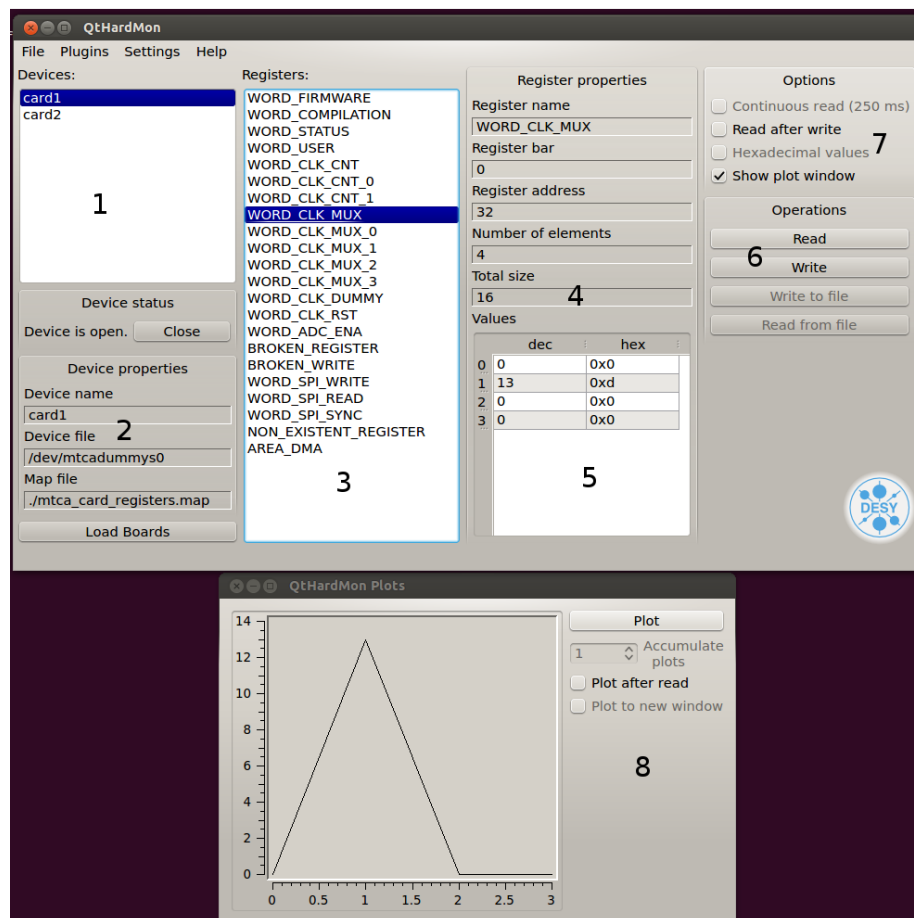 QtHardMon
File Plugins Settings Help
Devices:
card1
card2
1
Device status
Device is open. Close
Device properties
Device name
card1
2
Device file
/dev/mtcadummys0
Map file
./mtca_card_registers.map
Load Boards
Registers:
WORD_FIRMWARE
WORD_COMPILATION
WORD_STATUS
WORD_USER
WORD_CLK_CNT
WORD_CLK_CNT_0
WORD_CLK_CNT_1
WORD_CLK_MUX
WORD_CLK_MUX_0
WORD_CLK_MUX_1
WORD_CLK_MUX_2
WORD_CLK_MUX_3
WORD_CLK_DUMMY
WORD_CLK_RST
WORD_ADC_ENA
BROKEN_REGISTER
BROKEN_WRITE
WORD_SPI_WRITE
WORD_SPI_READ
WORD_SPI_SYNC
NON_EXISTENT_REGISTER
AREA_DMA
3
Register properties
Register name
WORD_CLK_MUX
Register bar
0
Register address
32
Number of elements
4
Total size
16
4
Values
dec hex
0 0 0x0
1 13 0xd
2 0 0x0
3 0 0x0
5
Options
Continuous read (250 ms)
Read after write
7
Hexadecimal values
Show plot window
Operations
Read
6
Write
Write to file
Read from file
DESY
QtHardMon Plots
14
12
10
8
6
4
2
0
0 0.5 1 1.5 2 2.5 3
Plot
1 Accumulate
plots
Plot after read
Plot to new window
8